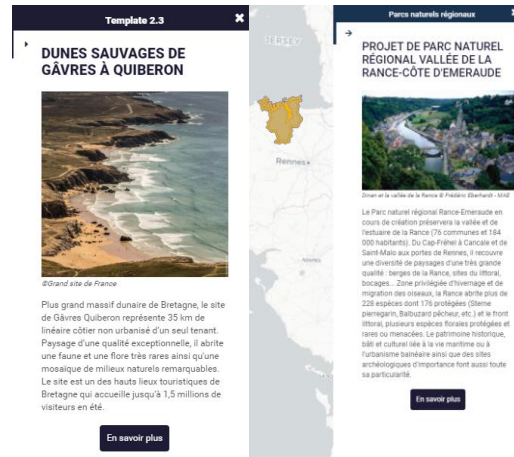 Template 2.3
DUNES SAUVAGES DE
GÂVRES À QUIBERON
©Grand site de France
Plus grand massif dunaire de Bretagne, le site
de Gâvres Quiberon représente 35 km de
linéaire côtier non urbanisé d'un seul tenant.
Paysage d'une qualité exceptionnelle, il abrite
une faune et une flore très rares ainsi qu'une
mosaïque de milieux naturels remarquables.
Le site est un des hauts lieux touristiques de
Bretagne qui accueille jusqu'à 1,5 millions de
visiteurs en été.
En savoir plus
JERSEY
Rennes
Nantes
Parcs naturels régionaux
PROJET DE PARC NATUREL
RÉGIONAL VALLÉE DE LA
RANCE-CÔTE D'EMERAUDE
Dinan et la vallée de la Rance © Frédéric Eberhardt - MAE
Le Parc naturel régional Rance-Emeraude en
cours de création préservera la vallée et de
l'estuaire de la Rance (76 communes et 184
000 habitants). Du Cap-Fréhel à Cancale et de
Saint-Malo aux portes de Rennes, il recouvre
une diversité de paysages d'une très grande
qualité : berges de la Rance, sites du littoral,
bocages... Zone privilégiée d'hivernage et de
migration des oiseaux, la Rance abrite plus de
228 espèces dont 176 protégées (Sterne
pierregarin, Balbuzard pêcheur, etc.) et le front
littoral, plusieurs espèces florales protégées et
rares ou menacées. Le patrimoine historique,
bâti et culturel liée à la vie maritime ou à
l'urbanisme balnéaire ainsi que des sites
archéologiques d'importance font aussi toute
sa particularité.
En savoir plus